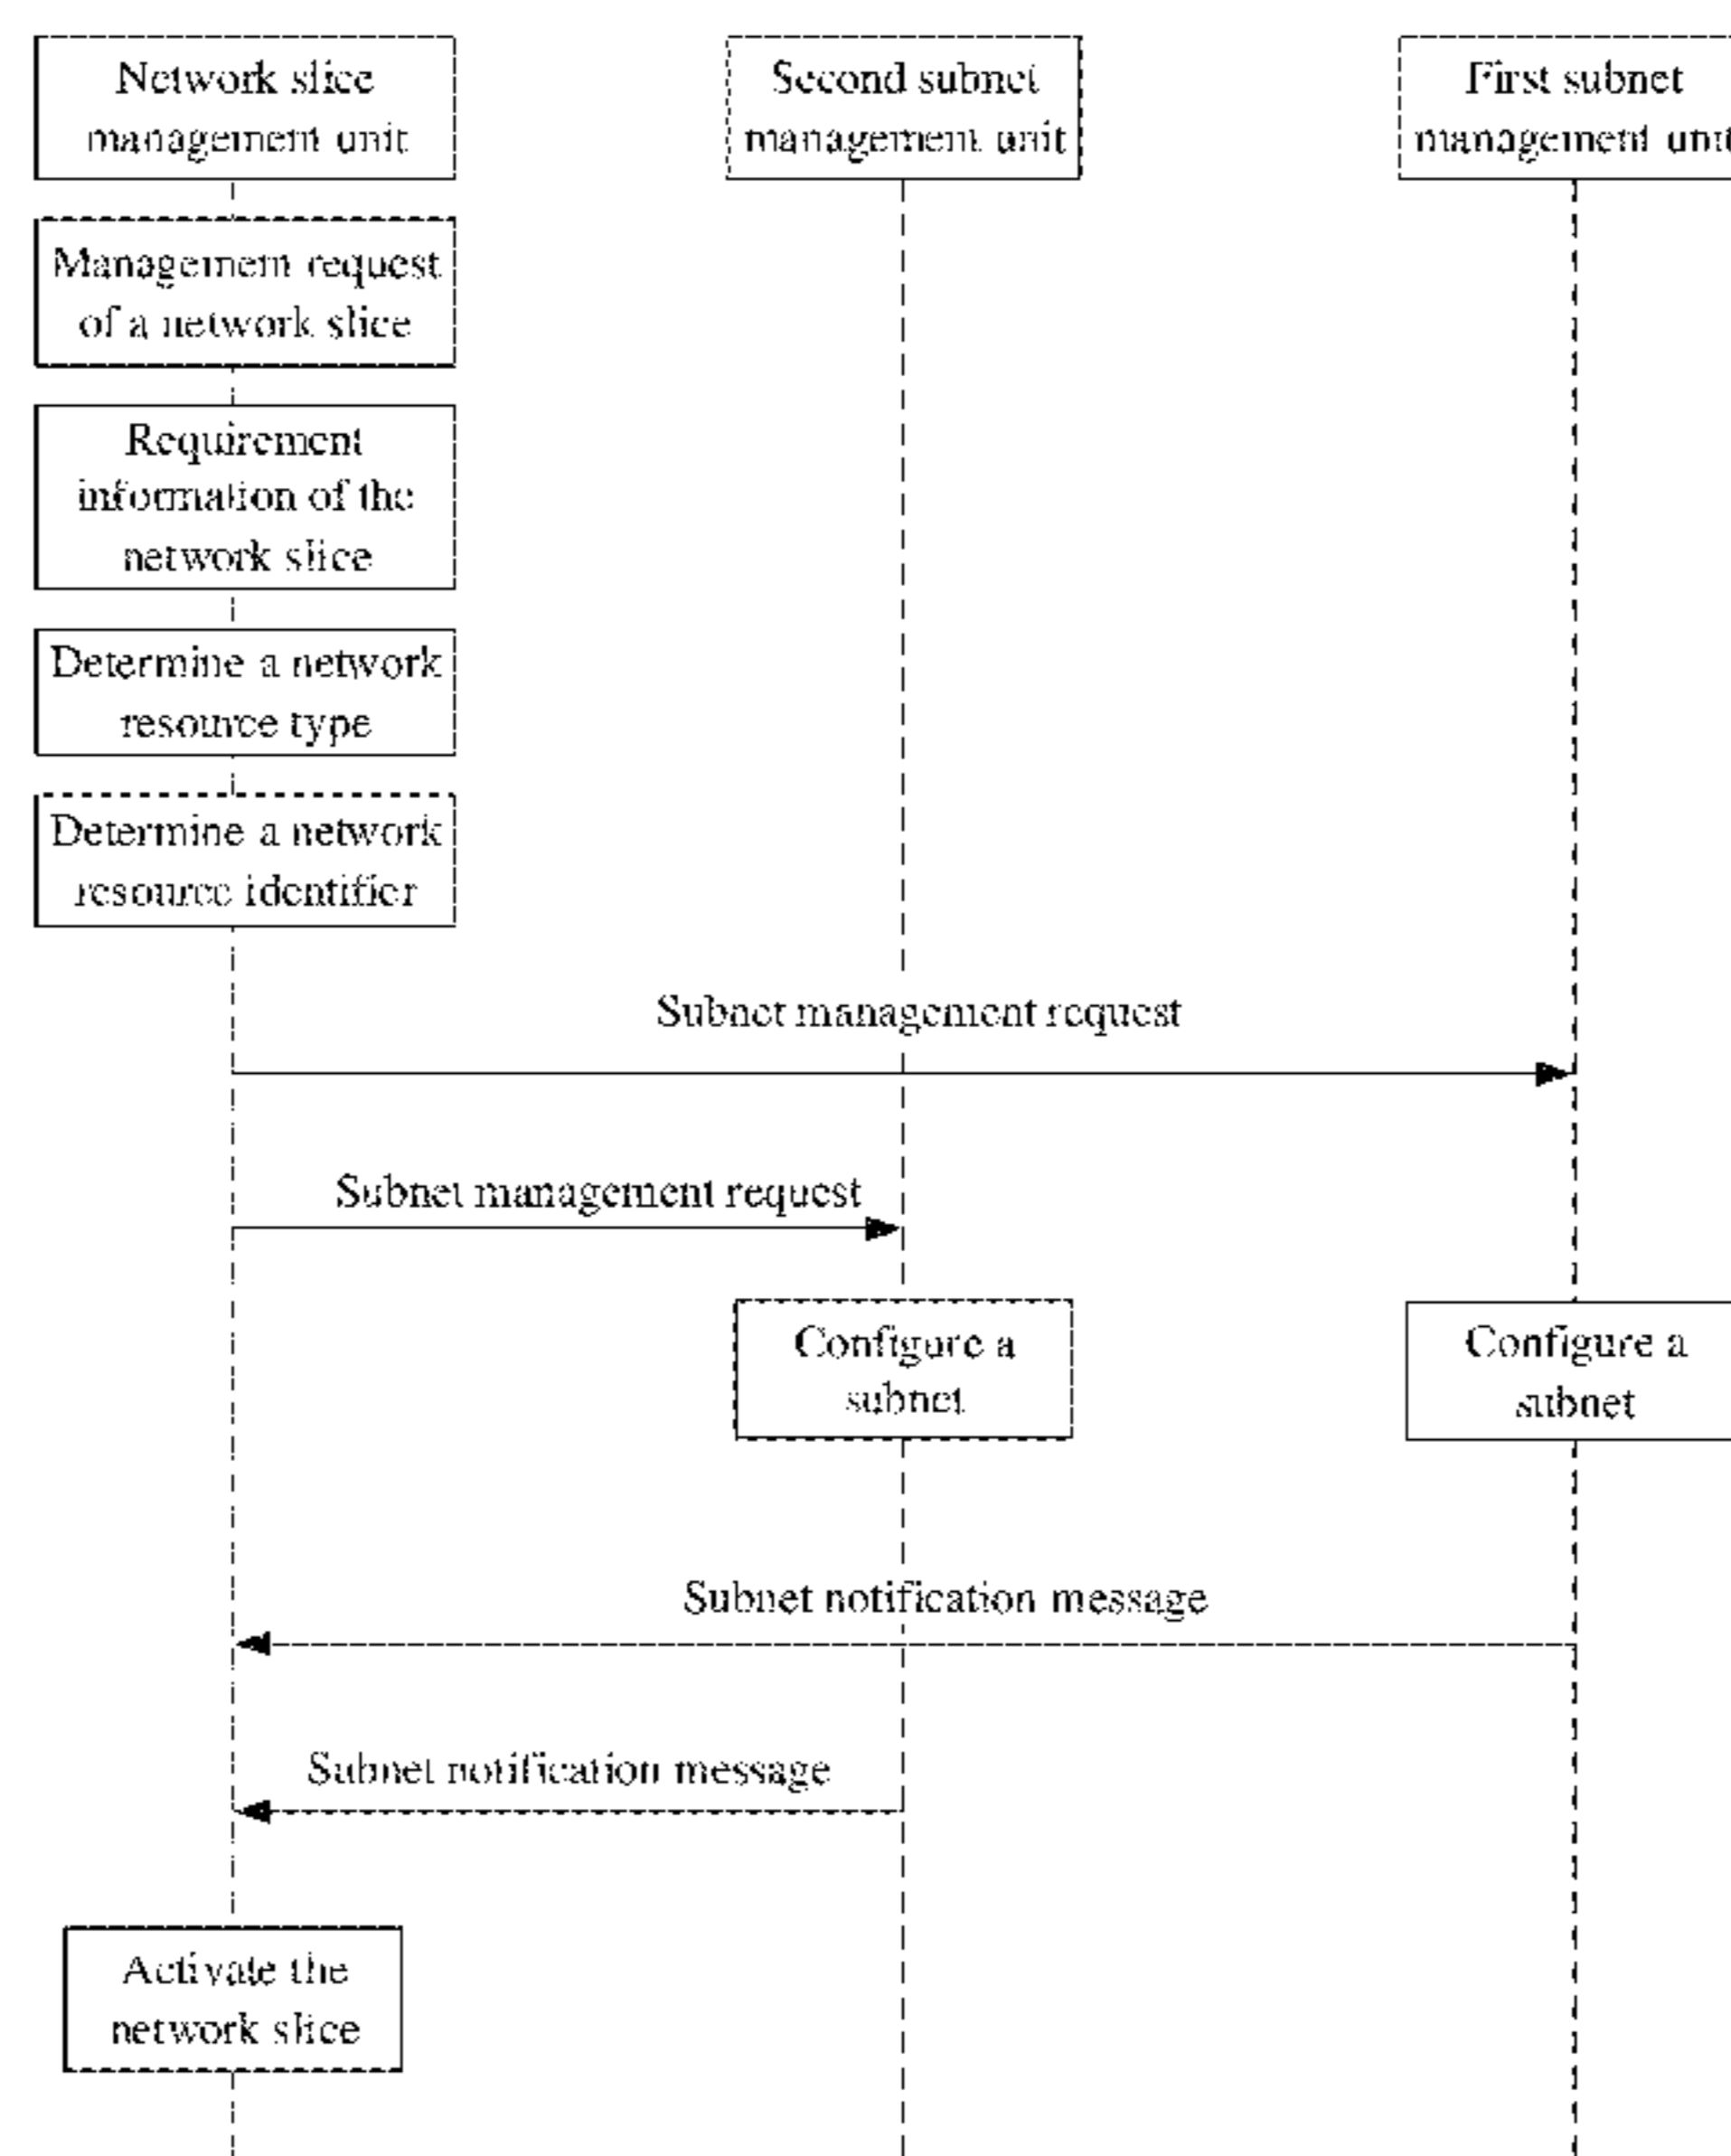 Network slice
management unit
Second subnet
management unit
First subnet
management unit
Management request
of a network slice
Requirement
information of the
network slice
Determine a network
resource type
Determine a network
resource identifier
Subnet management request
Subnet management request
Configure a
subnet
Configure a
subnet
Subnet notification message
Subnet notification message
Activate the
network slice